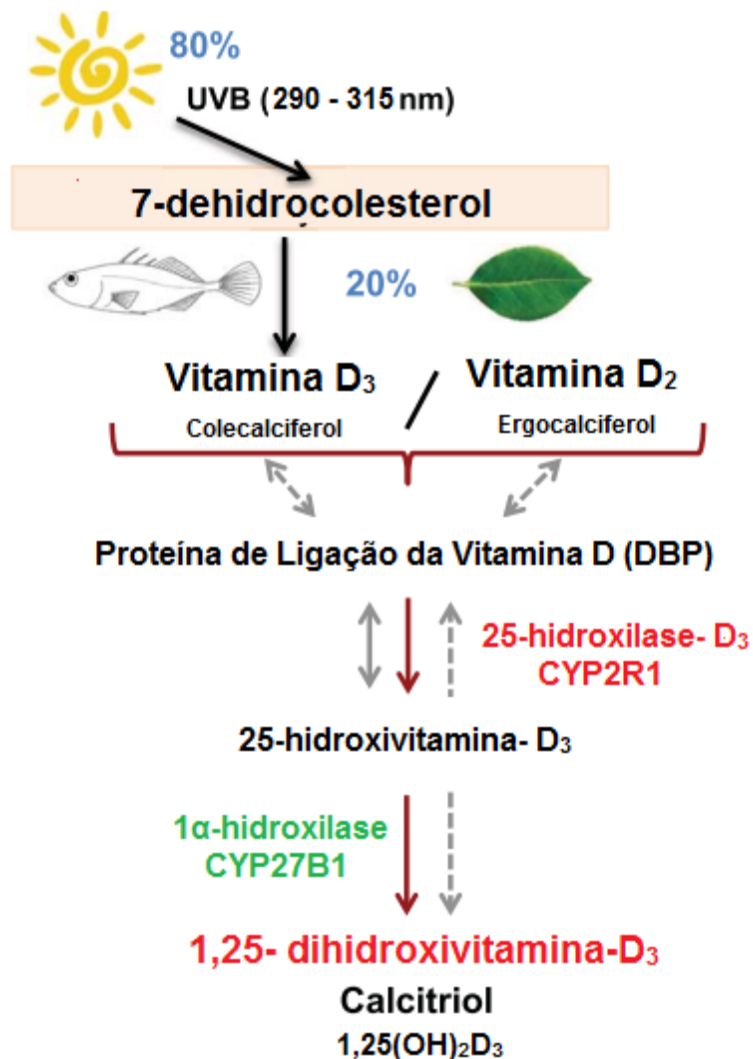 80%
UVB (290 - 315 nm)
7-dehidroçolesterol
20%
Vitamina D₃ / Vitamina D₂
Colecalciferol Ergocalciferol
Proteína de Ligação da Vitamina D (DBP)
25-hidroxilase- D₃
CYP2R1
25-hidroxivitamina- D₃
1α-hidroxilase
CYP27B1
1,25- dihidroxivitamina-D₃
Calcitriol
1,25(OH)₂D₃